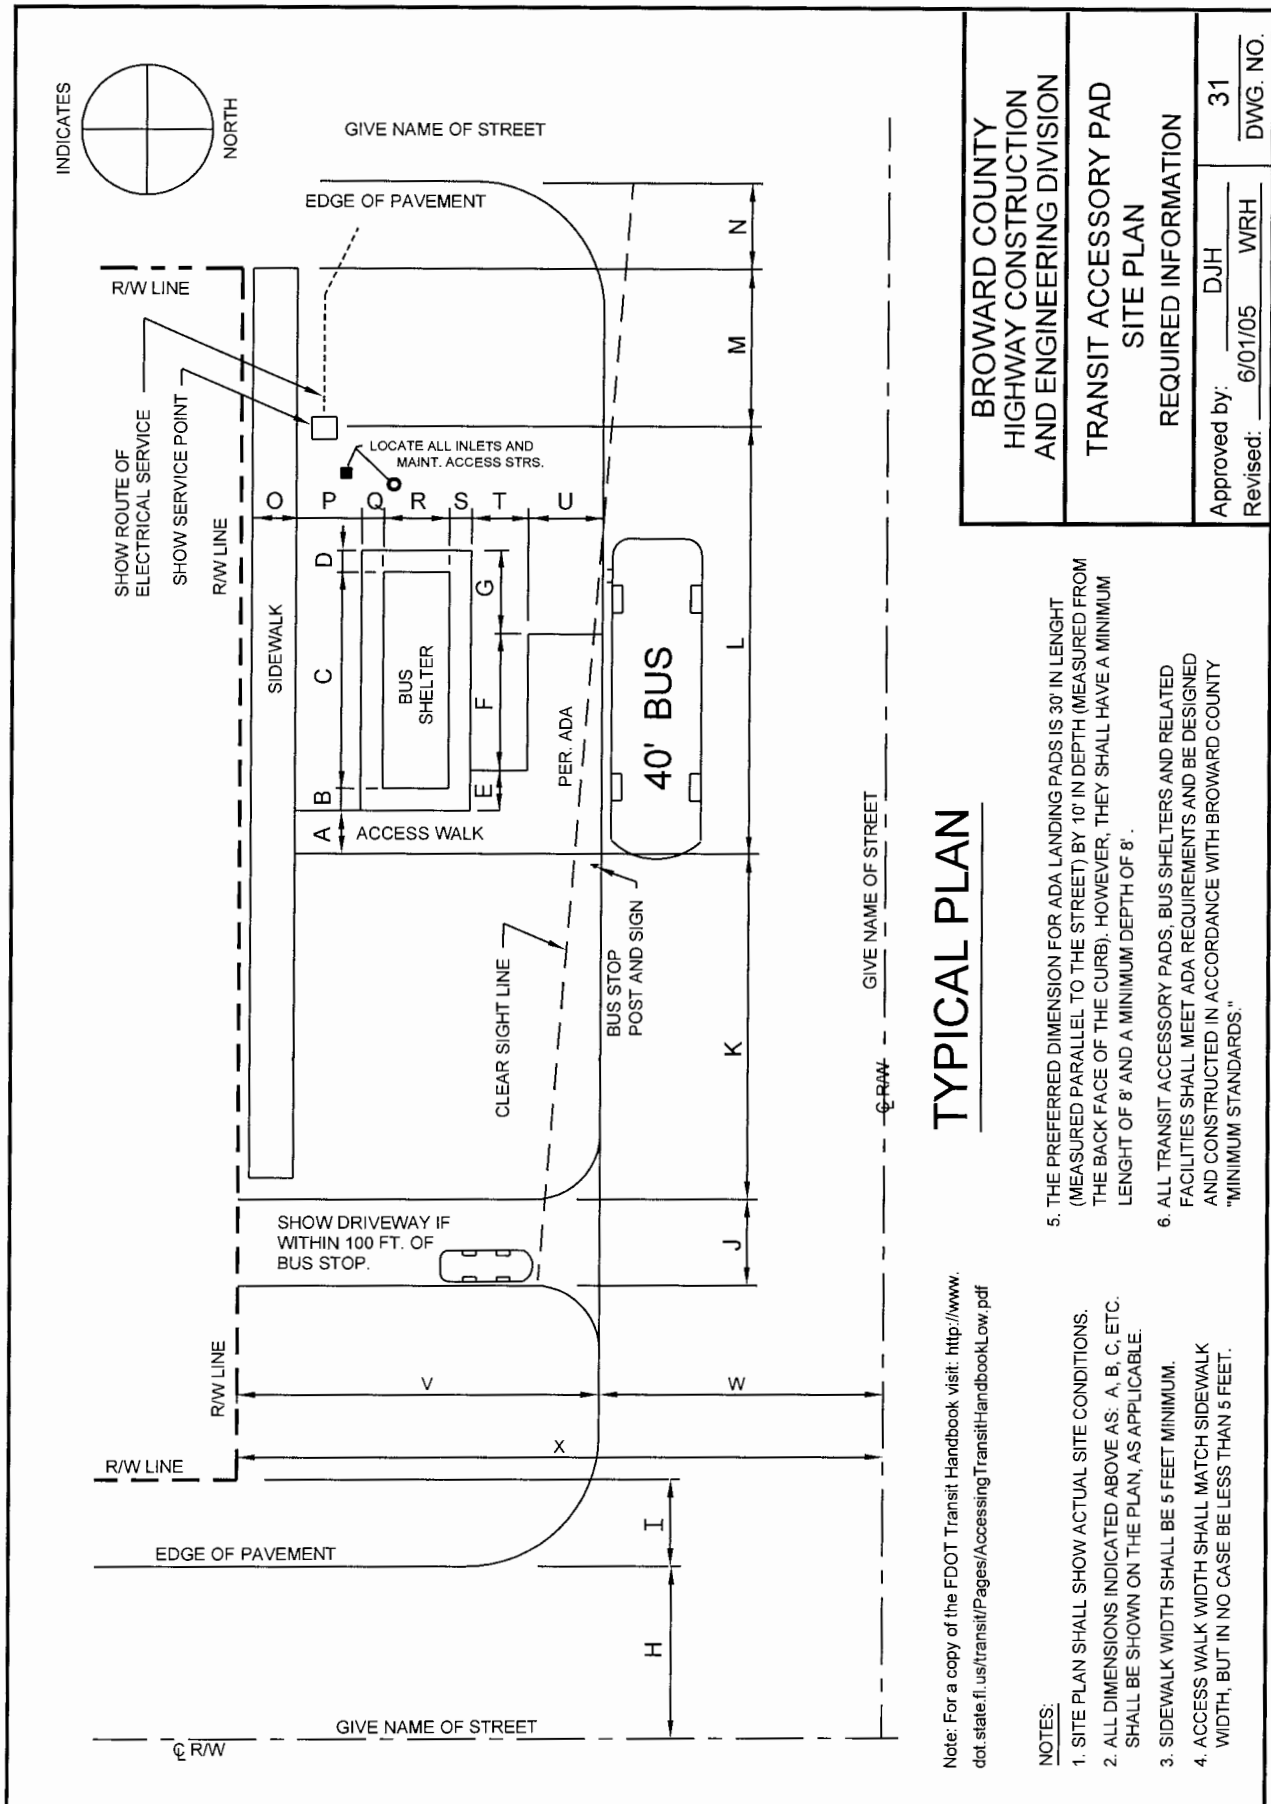 INDICATES
NORTH
GIVE NAME OF STREET
EDGE OF PAVEMENT
R/W LINE
SHOW ROUTE OF
ELECTRICAL SERVICE
SHOW SERVICE POINT
R/W LINE
LOCATE ALL INLETS AND
MAINT. ACCESS STRS.
SIDEWALK
O
P
Q
R
S
T
U
D
C
B
A
G
F
E
BUS
SHELTER
ACCESS WALK
PER. ADA
40' BUS
N
M
L
K
J
CLEAR SIGHT LINE
BUS STOP
POST AND SIGN
GIVE NAME OF STREET
℄ R/W
SHOW DRIVEWAY IF
WITHIN 100 FT. OF
BUS STOP.
R/W LINE
V
W
X
R/W LINE
I
H
EDGE OF PAVEMENT
GIVE NAME OF STREET
℄ R/W
TYPICAL PLAN
Note: For a copy of the FDOT Transit Handbook visit: http://www.
dot.state.fl.us/transit/Pages/AccessingTransitHandbookLow.pdf
NOTES:
1. SITE PLAN SHALL SHOW ACTUAL SITE CONDITIONS.
2. ALL DIMENSIONS INDICATED ABOVE AS: A, B, C, ETC.
SHALL BE SHOWN ON THE PLAN, AS APPLICABLE.
3. SIDEWALK WIDTH SHALL BE 5 FEET MINIMUM.
4. ACCESS WALK WIDTH SHALL MATCH SIDEWALK
WIDTH, BUT IN NO CASE BE LESS THAN 5 FEET.
5. THE PREFERRED DIMENSION FOR ADA LANDING PADS IS 30' IN LENGHT
(MEASURED PARALLEL TO THE STREET) BY 10' IN DEPTH (MEASURED FROM
THE BACK FACE OF THE CURB). HOWEVER, THEY SHALL HAVE A MINIMUM
LENGHT OF 8' AND A MINIMUM DEPTH OF 8'.
6. ALL TRANSIT ACCESSORY PADS, BUS SHELTERS AND RELATED
FACILITIES SHALL MEET ADA REQUIREMENTS AND BE DESIGNED
AND CONSTRUCTED IN ACCORDANCE WITH BROWARD COUNTY
"MINIMUM STANDARDS."
BROWARD COUNTY
HIGHWAY CONSTRUCTION
AND ENGINEERING DIVISION
TRANSIT ACCESSORY PAD
SITE PLAN
REQUIRED INFORMATION
Approved by: DJH
Revised: 6/01/05 WRH
31
DWG. NO.